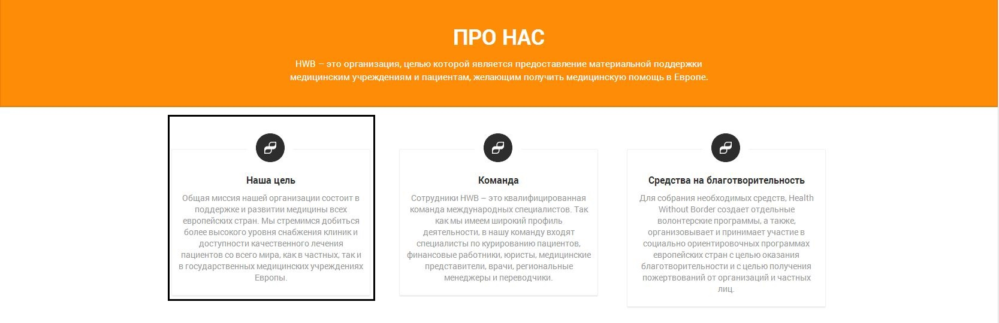 ПРО НАС
HWB – это организация, целью которой является предоставление материальной поддержки
медицинским учреждениям и пациентам, желающим получить медицинскую помощь в Европе.
Наша цель
Общая миссия нашей организации состоит в
поддержке и развитии медицины всех
европейских стран. Мы стремимся добиться
более высокого уровня снабжения клиник и
доступности качественного лечения
пациентов со всего мира, как в частных, так и
в государственных медицинских учреждениях
Европы.
Команда
Сотрудники HWB – это квалифицированная
команда международных специалистов. Так
как мы имеем широкий профиль
деятельности, в нашу команду входят
специалисты по курированию пациентов,
финансовые работники, юристы, медицинские
представители, врачи, региональные
менеджеры и переводчики.
Средства на благотворительность
Для собрания необходимых средств, Health
Without Border создает отдельные
волонтерские программы, а также,
организовывает и принимает участие в
социально ориентировочных программах
европейских стран с целью оказания
благотворительности и с целью получения
пожертвований от организаций и частных
лиц.